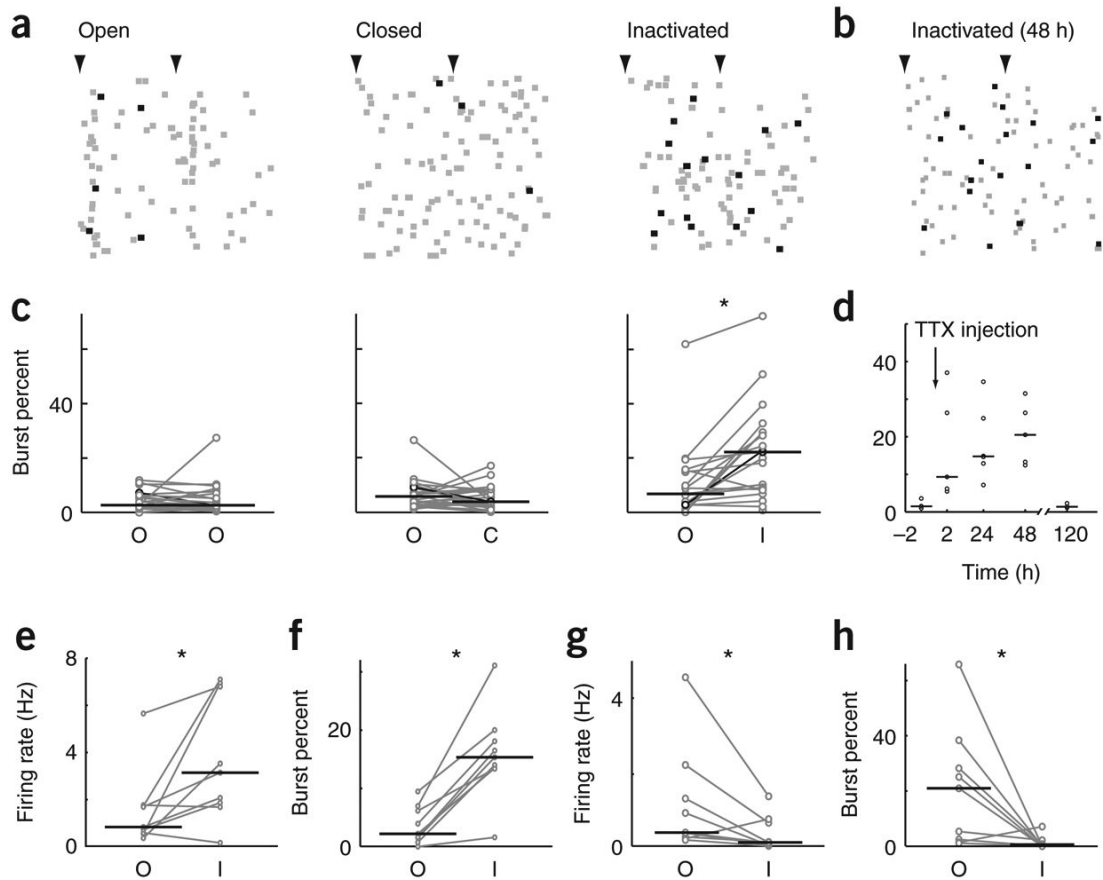 a
Open
Closed
Inactivated
b
Inactivated (48 h)
c
Burst percent
40
0
O O
O C
*
O I
d
TTX injection
40
20
0
–2 2 24 48 120
Time (h)
e
Firing rate (Hz)
8
4
0
*
O I
f
Burst percent
20
0
*
O I
g
Firing rate (Hz)
4
0
*
O I
h
Burst percent
40
0
*
O I